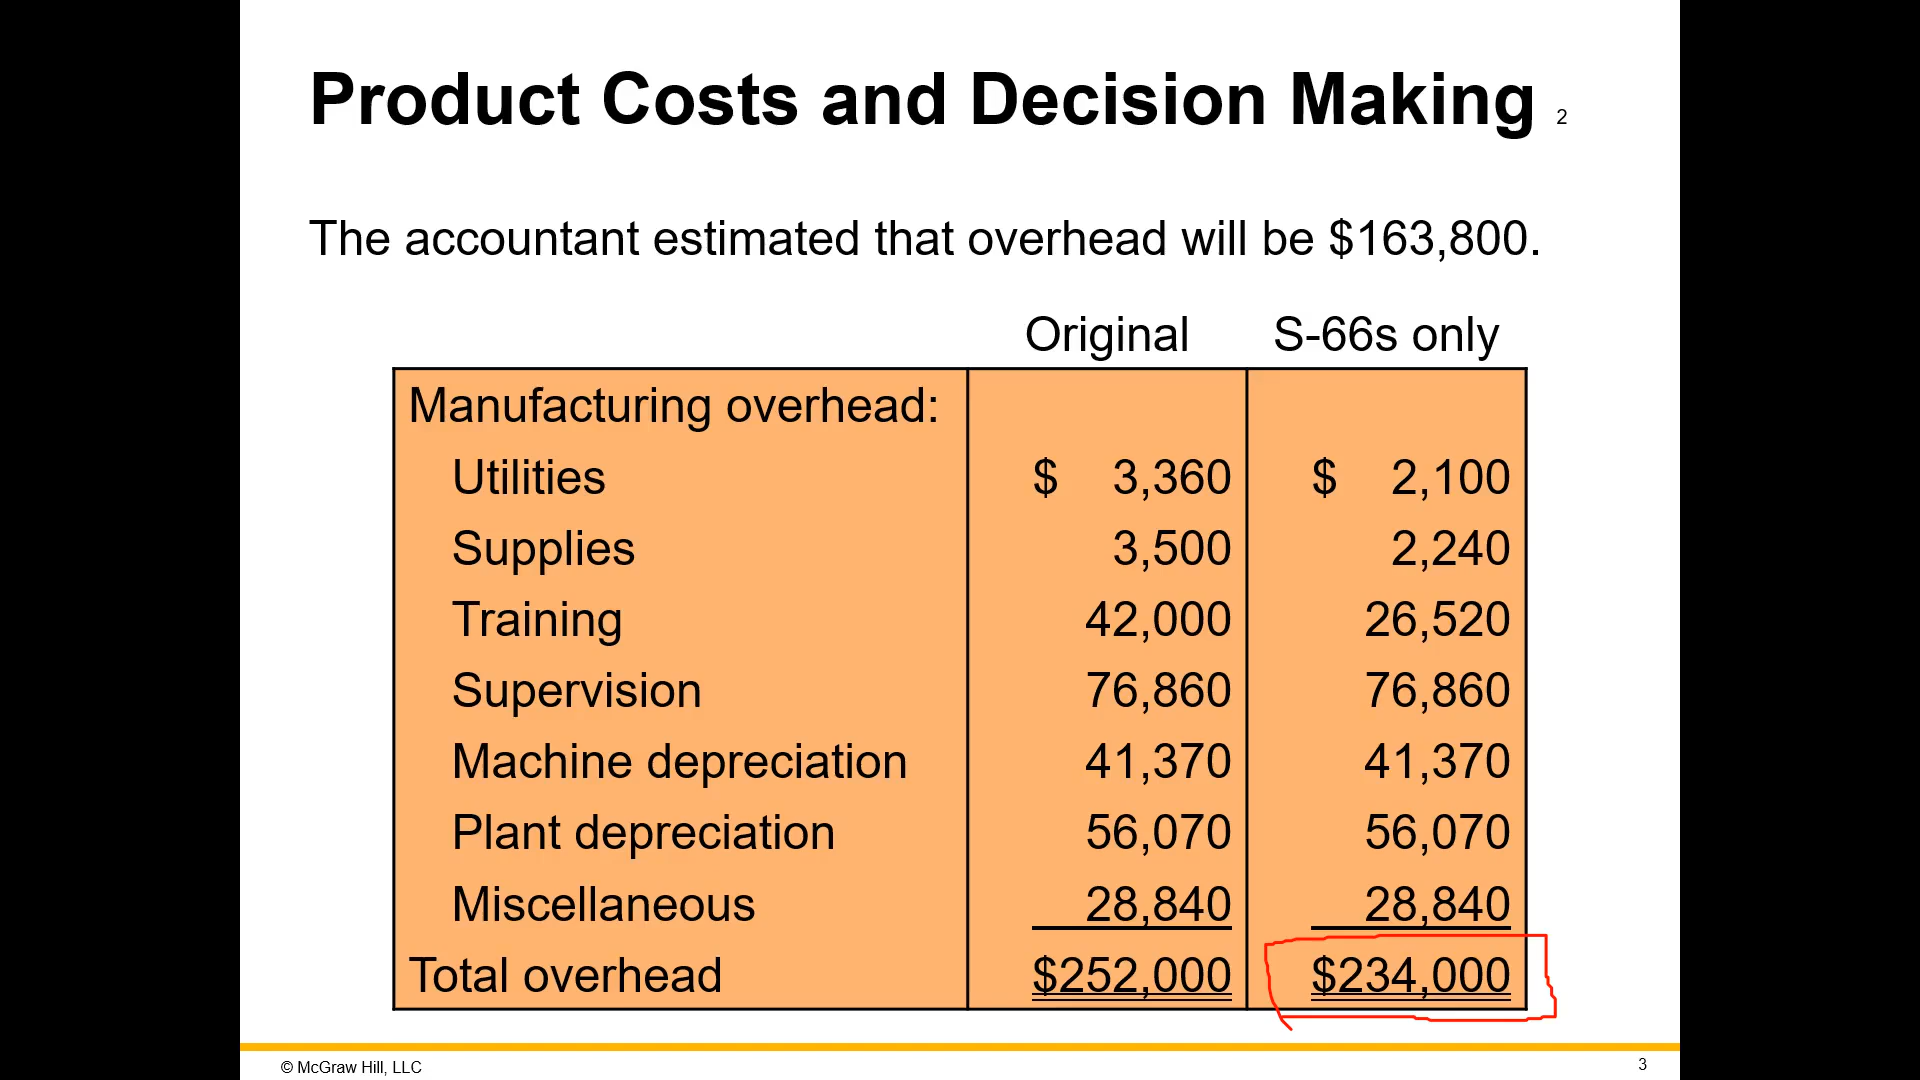 Product Costs and Decision Making 2
The accountant estimated that overhead will be $163,800.
Original S-66s only
Manufacturing overhead:
Utilities $ 3,360 $ 2,100
Supplies 3,500 2,240
Training 42,000 26,520
Supervision 76,860 76,860
Machine depreciation 41,370 41,370
Plant depreciation 56,070 56,070
Miscellaneous 28,840 28,840
Total overhead $252,000 $234,000
© McGraw Hill, LLC 3